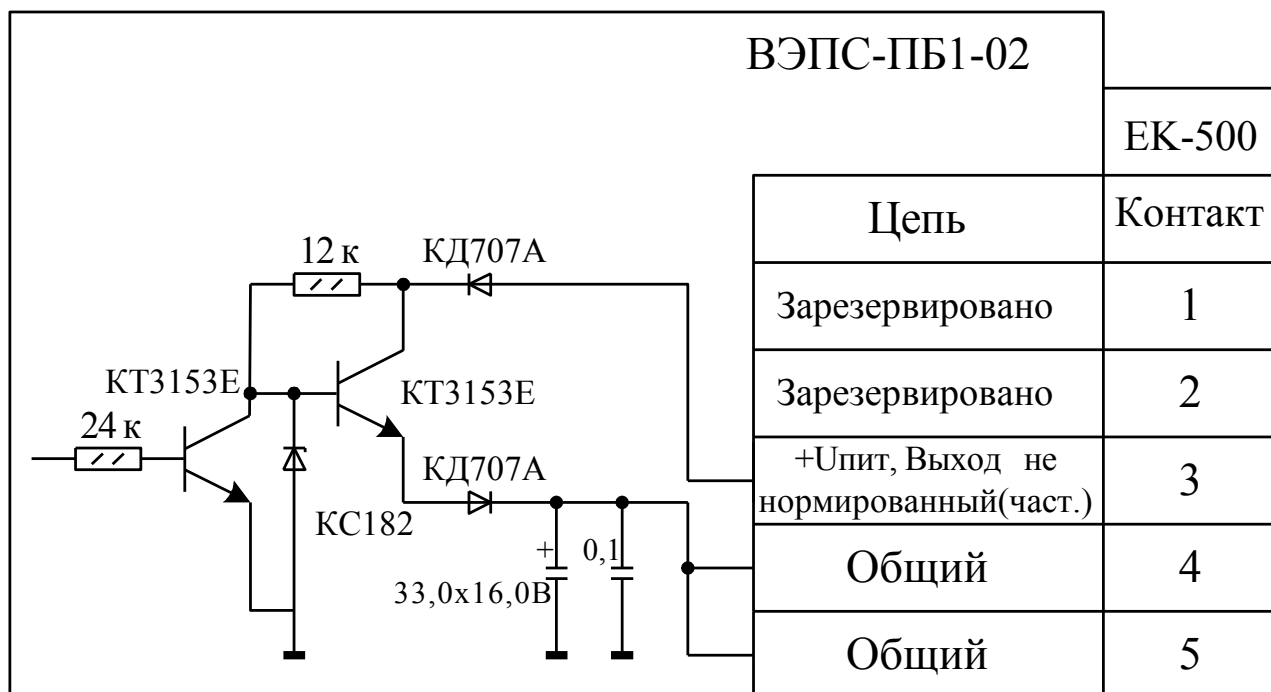 ВЭПС-ПБ1-02
ЕК-500
Цепь
Контакт
12 к
КД707А
Зарезервировано
1
КТ3153Е
КТ3153Е
Зарезервировано
2
24 к
КД707А
+Uпит, Выход не
нормированный(част.)
3
КС182
+
0,1
33,0х16,0В
Общий
4
Общий
5